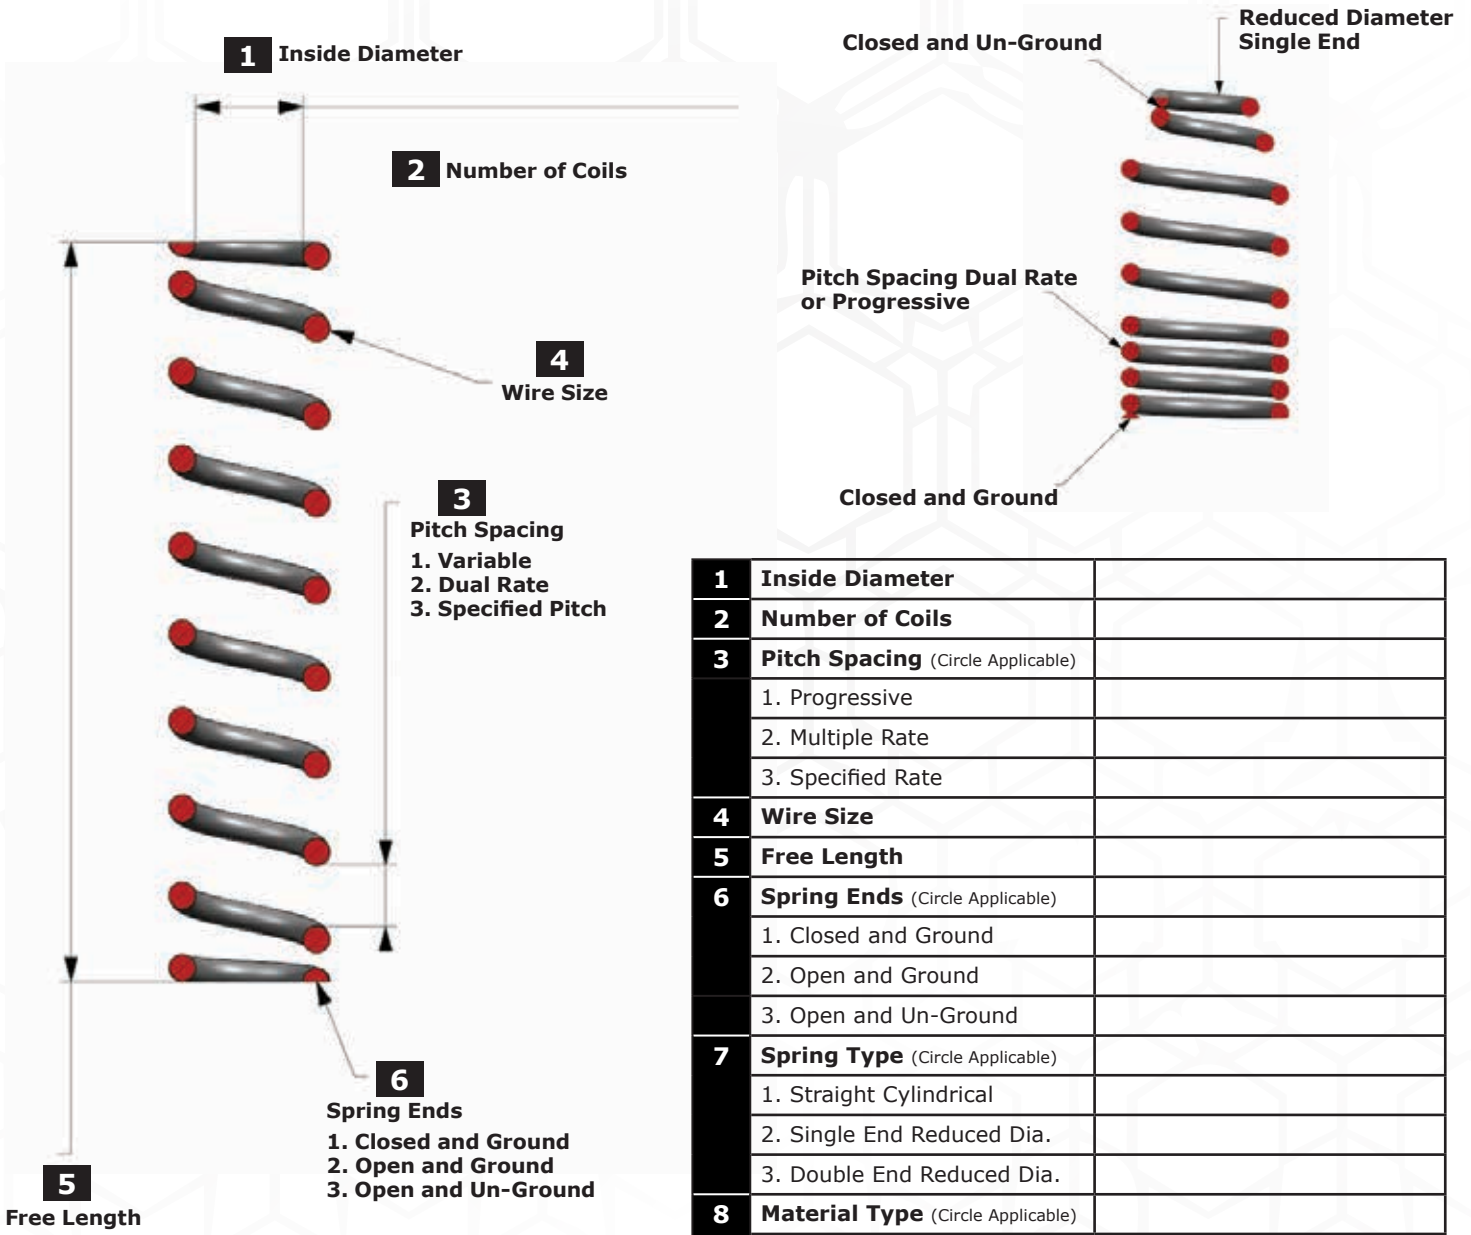 1 Inside Diameter
2 Number of Coils
4
Wire Size
3
Pitch Spacing
1. Variable
2. Dual Rate
3. Specified Pitch
6
Spring Ends
1. Closed and Ground
2. Open and Ground
3. Open and Un-Ground
5
Free Length
Closed and Un-Ground
Reduced Diameter
Single End
Pitch Spacing Dual Rate
or Progressive
Closed and Ground
1 Inside Diameter
2 Number of Coils
3 Pitch Spacing (Circle Applicable)
1. Progressive
2. Multiple Rate
3. Specified Rate
4 Wire Size
5 Free Length
6 Spring Ends (Circle Applicable)
1. Closed and Ground
2. Open and Ground
3. Open and Un-Ground
7 Spring Type (Circle Applicable)
1. Straight Cylindrical
2. Single End Reduced Dia.
3. Double End Reduced Dia.
8 Material Type (Circle Applicable)